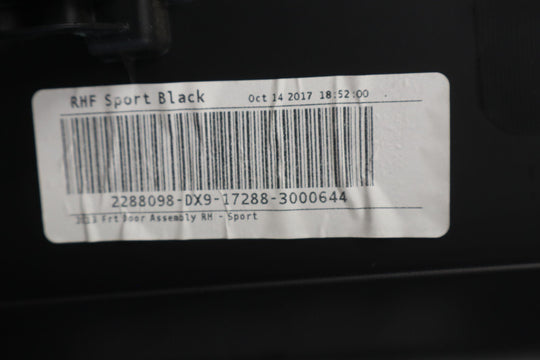 RHF Sport Black
Oct 14 2017 18:52:00
2288098-DX9-17288-3000644
Frt Door Assembly RH - Sport